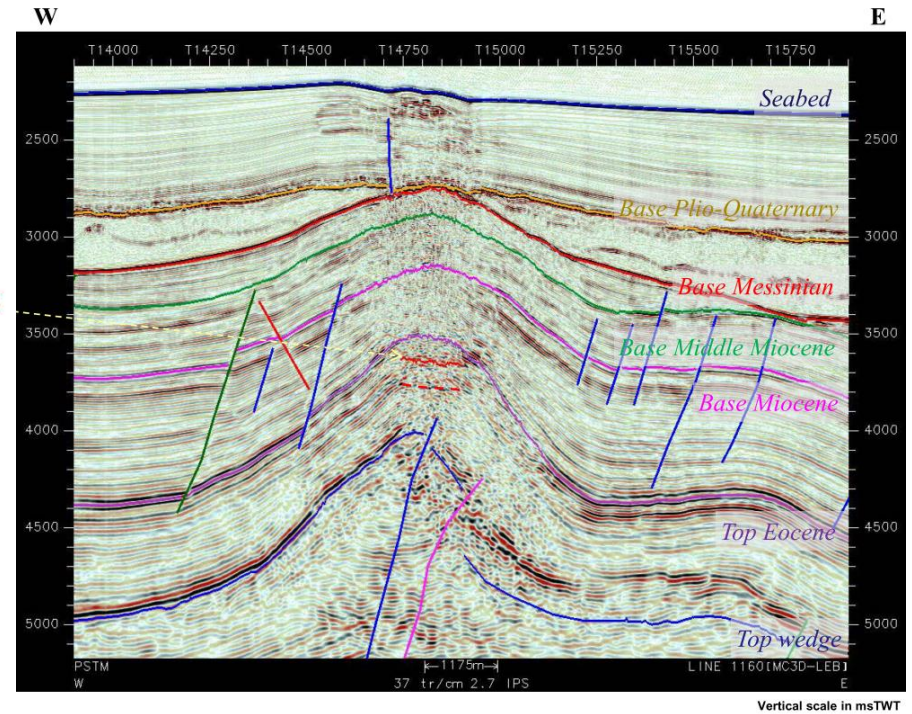 W E
T14000 T14250 T14500 T14750 T15000 T15250 T15500 T15750
Seabed
2500 2500
Base Plio-Quaternary
3000 3000
Base Messinian
3500 3500
Base Middle Miocene
Base Miocene
4000 4000
4500 4500
Top Eocene
5000 5000
Top wedge
PSTM 1175m LINE 1160[MC3D-LEB]
W 37 tr/cm 2.7 IPS E
Vertical scale in msTWT